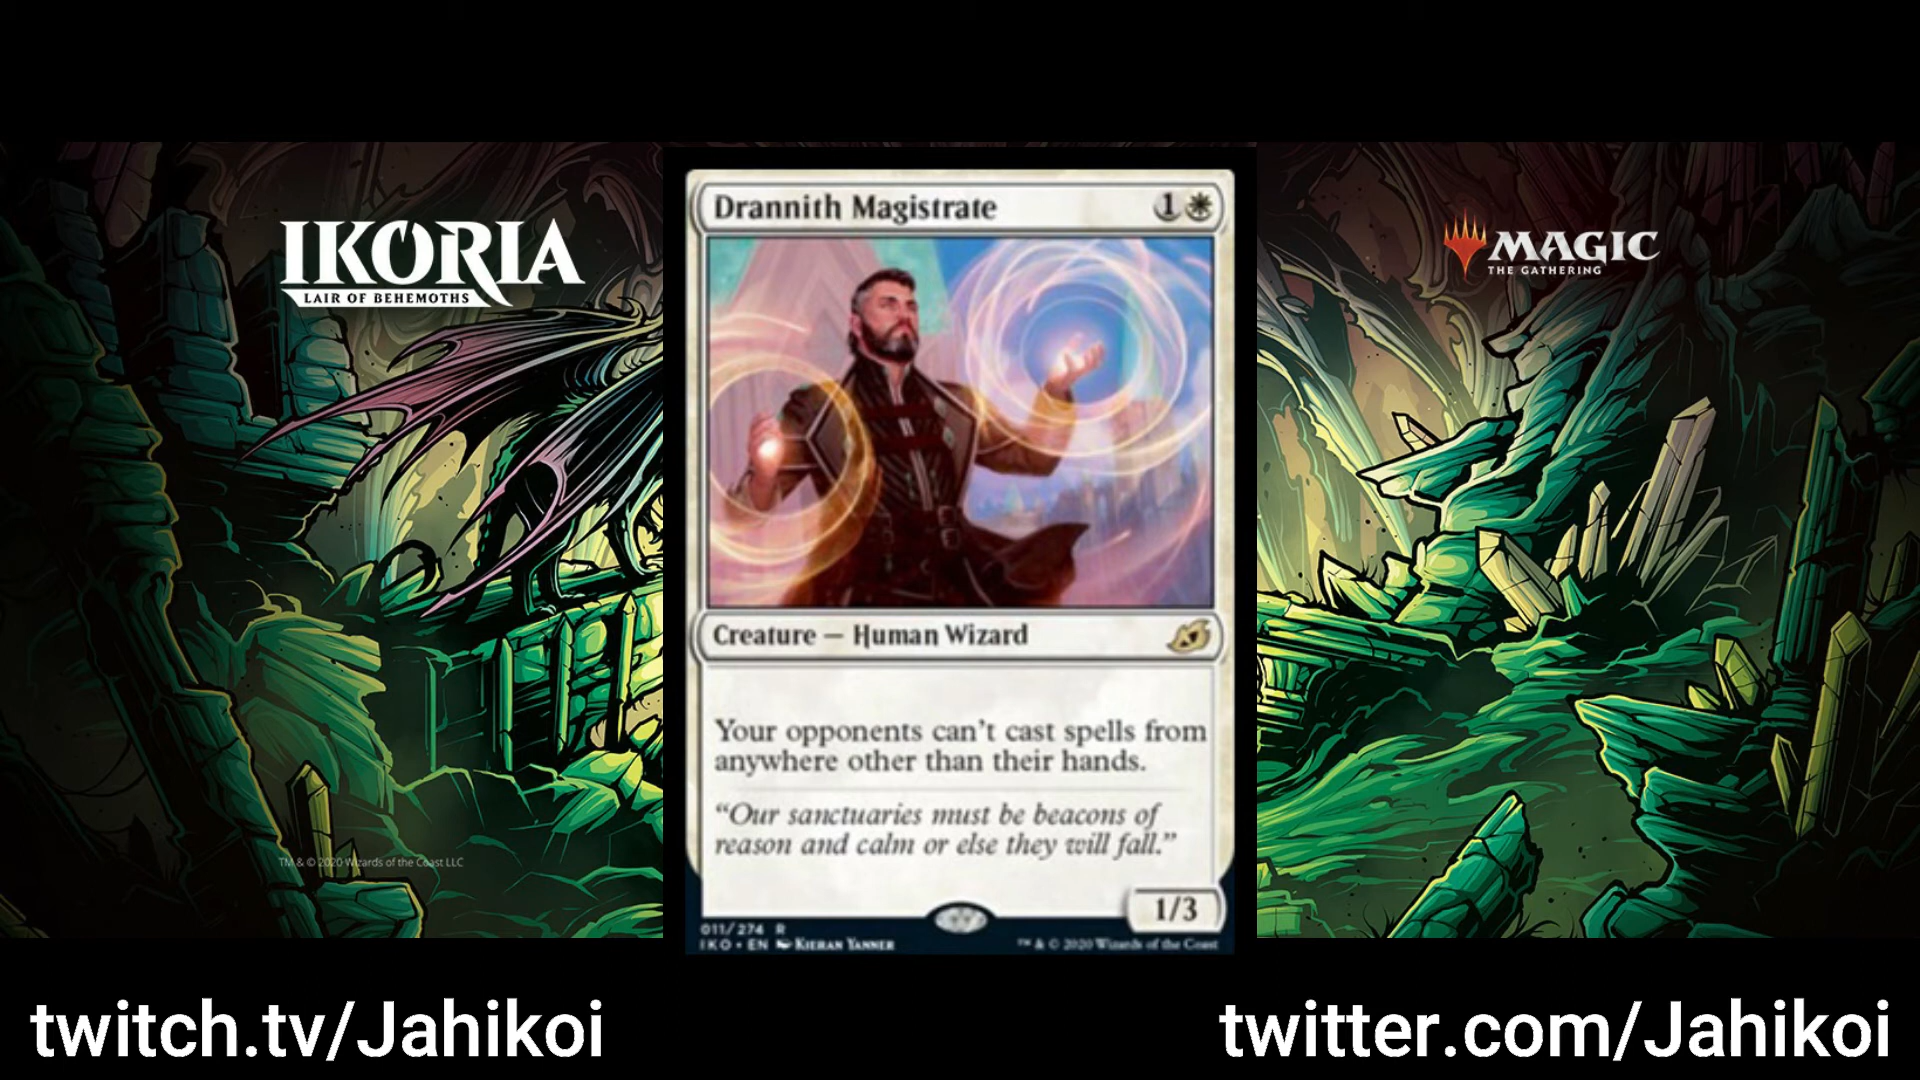 IKORIA
LAIR OF BEHEMOTHS
MAGIC
THE GATHERING
Drannith Magistrate 1
Creature — Human Wizard
Your opponents can't cast spells from
anywhere other than their hands.
"Our sanctuaries must be beacons of
reason and calm or else they will fall."
1/3
011/274 R
IKO • EN KIERAN YANNER
™ & © 2020 Wizards of the Coast
TM & © 2020 Wizards of the Coast LLC
twitch.tv/Jahikoi
twitter.com/Jahikoi